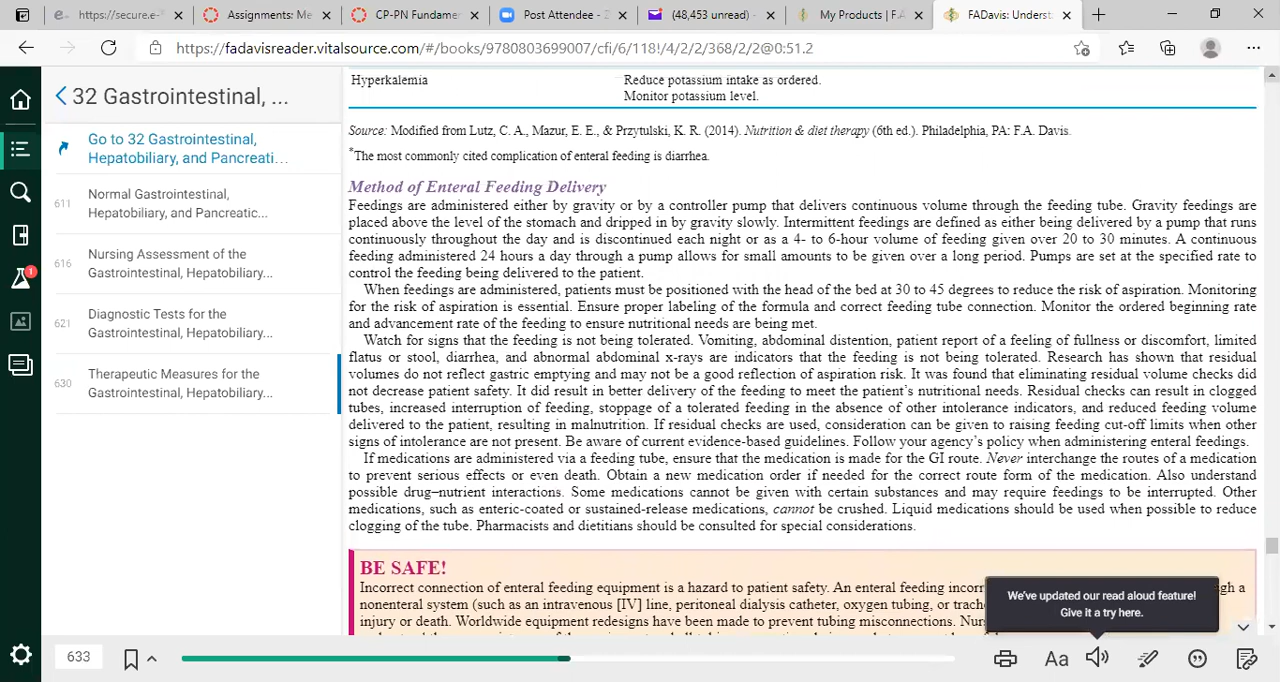 https://secure.e-
Assignments: Me
CP-PN Fundame
Post Attendee - Z
(48,453 unread) -
My Products | F.A
FADavis: Underst
https://fadavisreader.vitalsource.com/#/books/9780803699007/cfi/6/118!/4/2/2/368/2/2@0:51.2
32 Gastrointestinal, ...
Go to 32 Gastrointestinal,
Hepatobiliary, and Pancreati...
611
Normal Gastrointestinal,
Hepatobiliary, and Pancreatic...
616
Nursing Assessment of the
Gastrointestinal, Hepatobiliary...
621
Diagnostic Tests for the
Gastrointestinal, Hepatobiliary...
630
Therapeutic Measures for the
Gastrointestinal, Hepatobiliary...
Hyperkalemia
Reduce potassium intake as ordered.
Monitor potassium level.
Source: Modified from Lutz, C. A., Mazur, E. E., & Przytulski, K. R. (2014). Nutrition & diet therapy (6th ed.). Philadelphia, PA: F.A. Davis.
*The most commonly cited complication of enteral feeding is diarrhea.
Method of Enteral Feeding Delivery
Feedings are administered either by gravity or by a controller pump that delivers continuous volume through the feeding tube. Gravity feedings are
placed above the level of the stomach and dripped in by gravity slowly. Intermittent feedings are defined as either being delivered by a pump that runs
continuously throughout the day and is discontinued each night or as a 4- to 6-hour volume of feeding given over 20 to 30 minutes. A continuous
feeding administered 24 hours a day through a pump allows for small amounts to be given over a long period. Pumps are set at the specified rate to
control the feeding being delivered to the patient.
When feedings are administered, patients must be positioned with the head of the bed at 30 to 45 degrees to reduce the risk of aspiration. Monitoring
for the risk of aspiration is essential. Ensure proper labeling of the formula and correct feeding tube connection. Monitor the ordered beginning rate
and advancement rate of the feeding to ensure nutritional needs are being met.
Watch for signs that the feeding is not being tolerated. Vomiting, abdominal distention, patient report of a feeling of fullness or discomfort, limited
flatus or stool, diarrhea, and abnormal abdominal x-rays are indicators that the feeding is not being tolerated. Research has shown that residual
volumes do not reflect gastric emptying and may not be a good reflection of aspiration risk. It was found that eliminating residual volume checks did
not decrease patient safety. It did result in better delivery of the feeding to meet the patient's nutritional needs. Residual checks can result in clogged
tubes, increased interruption of feeding, stoppage of a tolerated feeding in the absence of other intolerance indicators, and reduced feeding volume
delivered to the patient, resulting in malnutrition. If residual checks are used, consideration can be given to raising feeding cut-off limits when other
signs of intolerance are not present. Be aware of current evidence-based guidelines. Follow your agency's policy when administering enteral feedings.
If medications are administered via a feeding tube, ensure that the medication is made for the GI route. Never interchange the routes of a medication
to prevent serious effects or even death. Obtain a new medication order if needed for the correct route form of the medication. Also understand
possible drug–nutrient interactions. Some medications cannot be given with certain substances and may require feedings to be interrupted. Other
medications, such as enteric-coated or sustained-release medications, cannot be crushed. Liquid medications should be used when possible to reduce
clogging of the tube. Pharmacists and dietitians should be consulted for special considerations.
BE SAFE!
Incorrect connection of enteral feeding equipment is a hazard to patient safety. An enteral feeding
nonenteral system (such as an intravenous [IV] line, peritoneal dialysis catheter, oxygen tubing, or
injury or death. Worldwide equipment redesigns have been made to prevent tubing misconnections.
We've updated our read aloud feature!
Give it a try here.
633
Aa